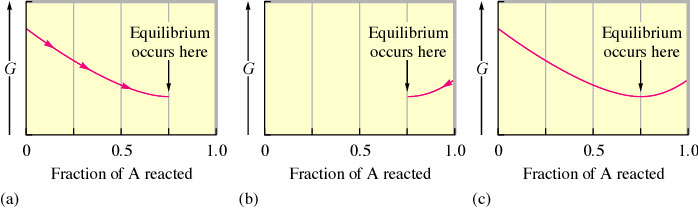 Equilibrium
occurs here
G
0
0.5
1.0
Fraction of A reacted
(a)
Equilibrium
occurs here
G
0
0.5
1.0
Fraction of A reacted
(b)
Equilibrium
occurs here
G
0
0.5
1.0
Fraction of A reacted
(c)